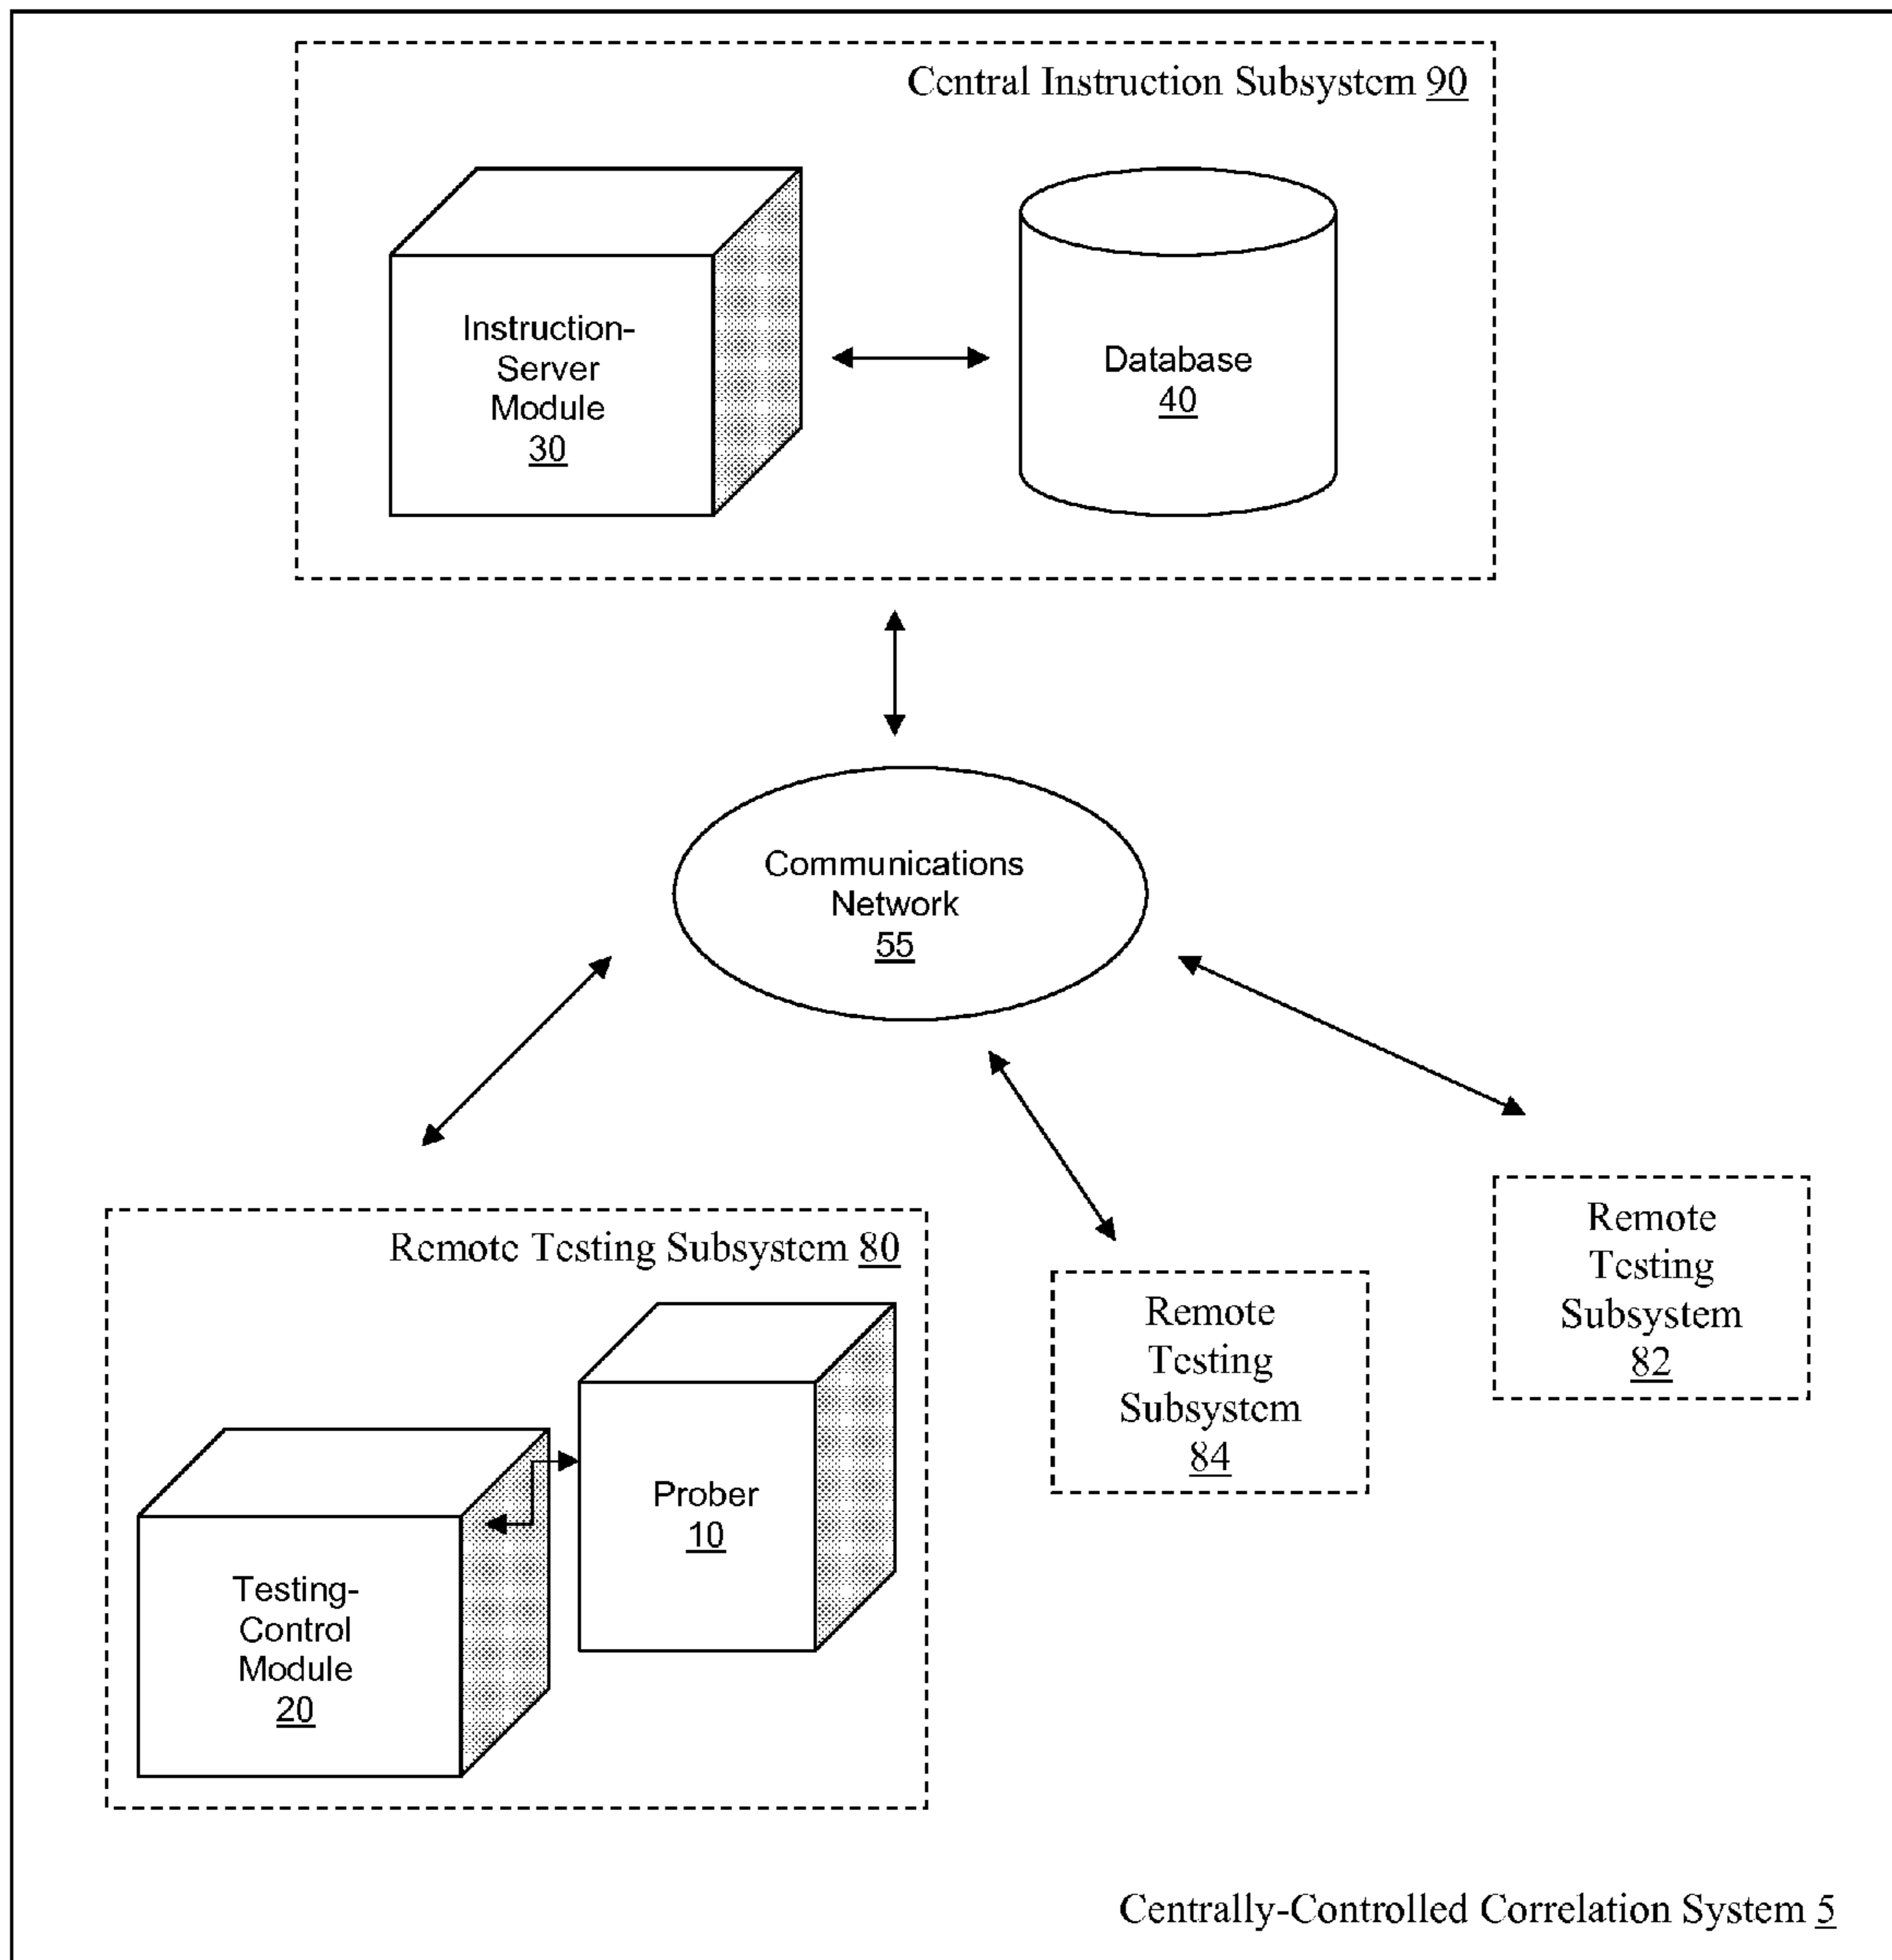 Central Instruction Subsystem 90
Instruction-
Server
Module
30
Database
40
Communications
Network
55
Remote Testing Subsystem 80
Prober
10
Testing-
Control
Module
20
Remote
Testing
Subsystem
84
Remote
Testing
Subsystem
82
Centrally-Controlled Correlation System 5